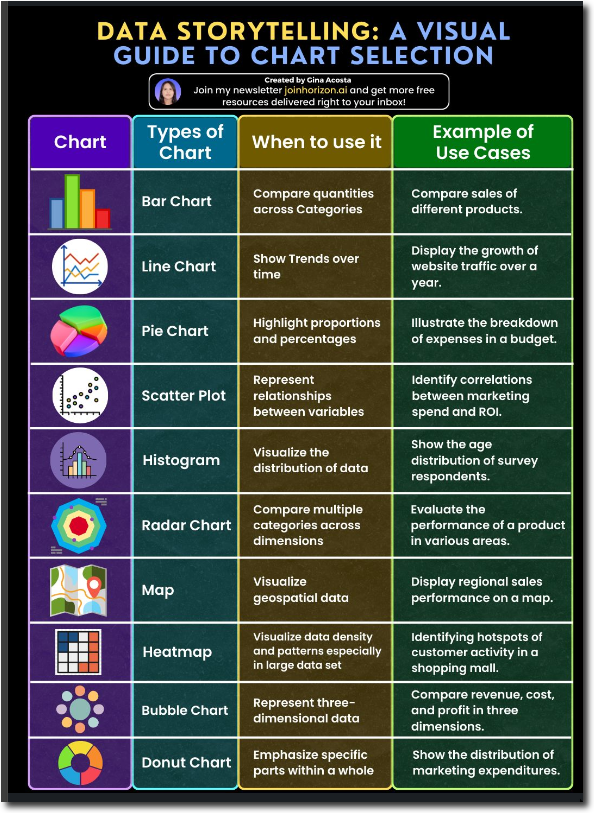 DATA STORYTELLING: A VISUAL
GUIDE TO CHART SELECTION
Created by Gina Acosta
Join my newsletter joinhorizon.ai and get more free
resources delivered right to your inbox!
Chart
Types of
Chart
When to use it
Example of
Use Cases
Bar Chart
Compare quantities
across Categories
Compare sales of
different products.
Line Chart
Show Trends over
time
Display the growth of
website traffic over a
year.
Pie Chart
Highlight proportions
and percentages
Illustrate the breakdown
of expenses in a budget.
Scatter Plot
Represent
relationships
between variables
Identify correlations
between marketing
spend and ROI.
Histogram
Visualize the
distribution of data
Show the age
distribution of survey
respondents.
Radar Chart
Compare multiple
categories across
dimensions
Evaluate the
performance of a product
in various areas.
Map
Visualize
geospatial data
Display regional sales
performance on a map.
Heatmap
Visualize data density
and patterns especially
in large data set
Identifying hotspots of
customer activity in a
shopping mall.
Bubble Chart
Represent three-
dimensional data
Compare revenue, cost,
and profit in three
dimensions.
Donut Chart
Emphasize specific
parts within a whole
Show the distribution of
marketing expenditures.